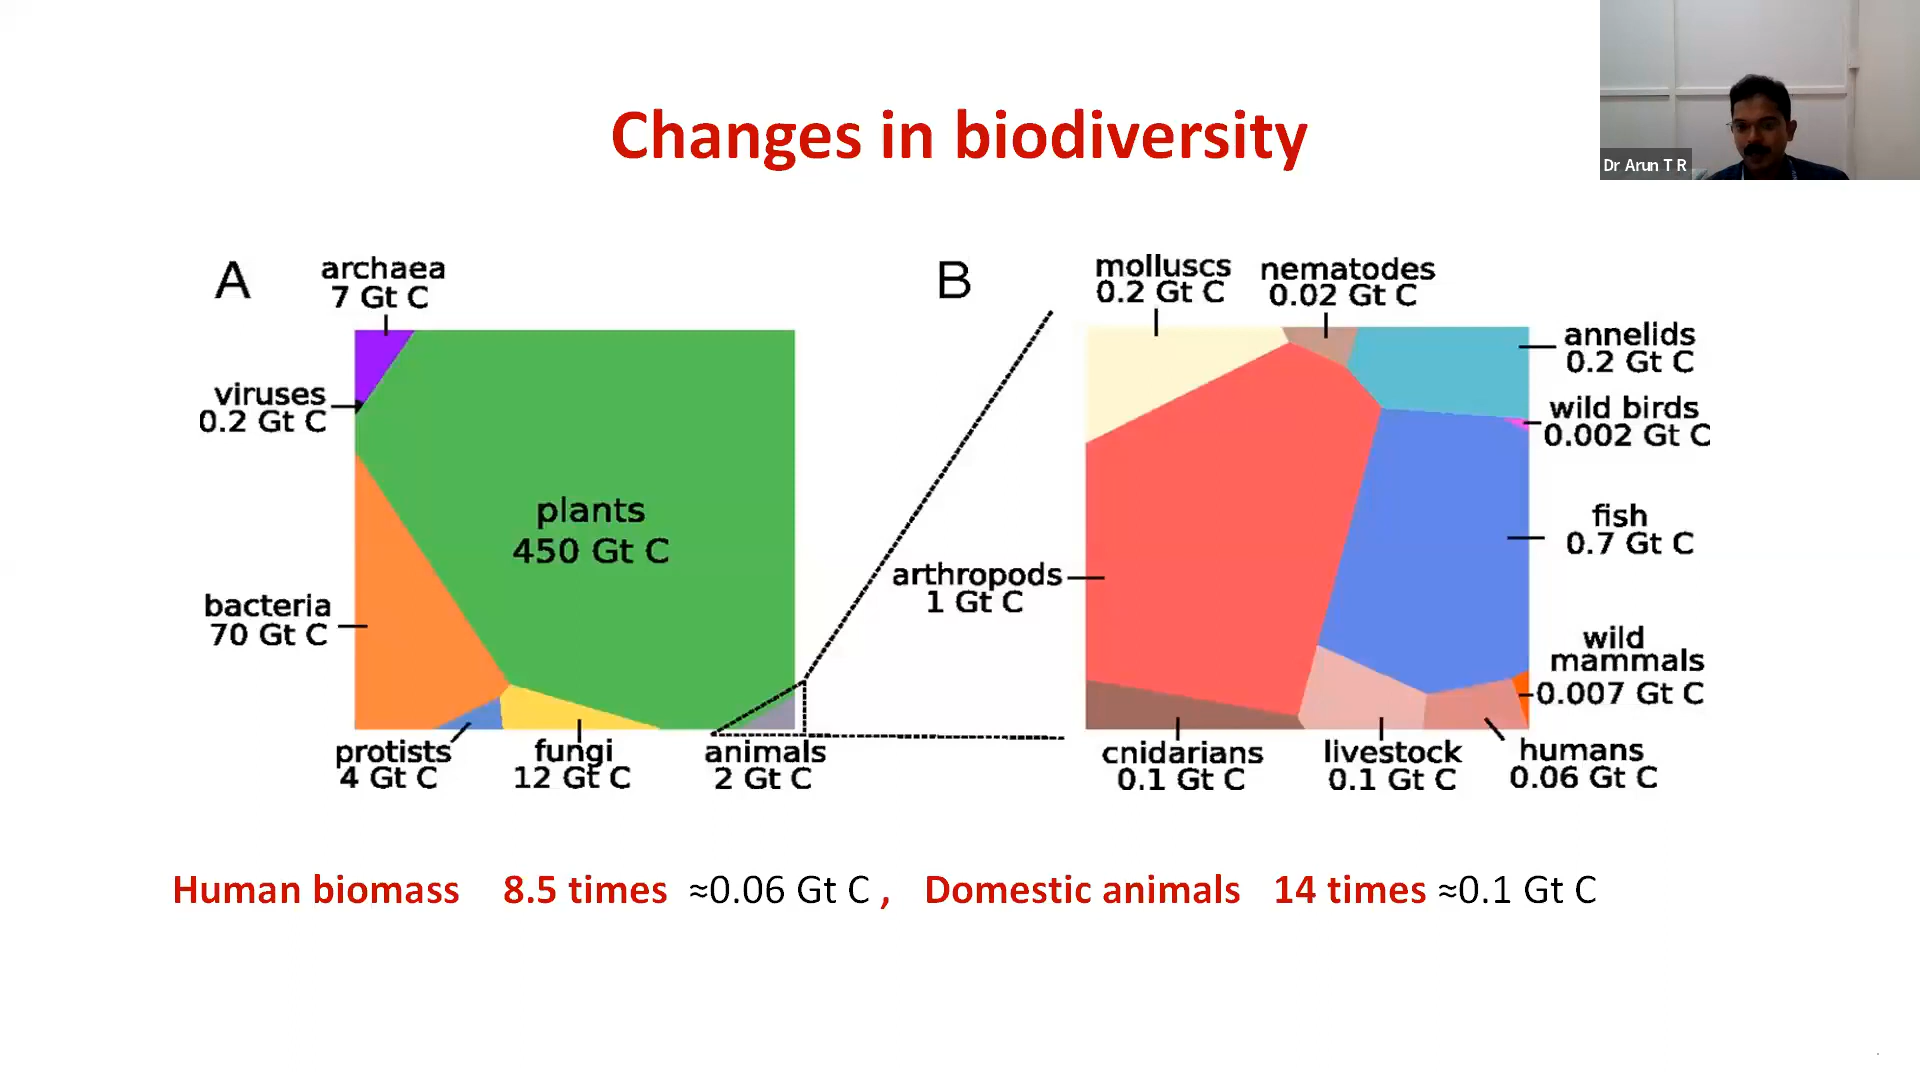 Changes in biodiversity
Dr Arun T R
A
archaea
7 Gt C
viruses
0.2 Gt C
plants
450 Gt C
bacteria
70 Gt C
protists
4 Gt C
fungi
12 Gt C
animals
2 Gt C
B
molluscs
0.2 Gt C
nematodes
0.02 Gt C
annelids
0.2 Gt C
wild birds
0.002 Gt C
fish
0.7 Gt C
arthropods
1 Gt C
wild
mammals
0.007 Gt C
cnidarians
0.1 Gt C
livestock
0.1 Gt C
humans
0.06 Gt C
Human biomass 8.5 times ≈0.06 Gt C , Domestic animals 14 times ≈0.1 Gt C